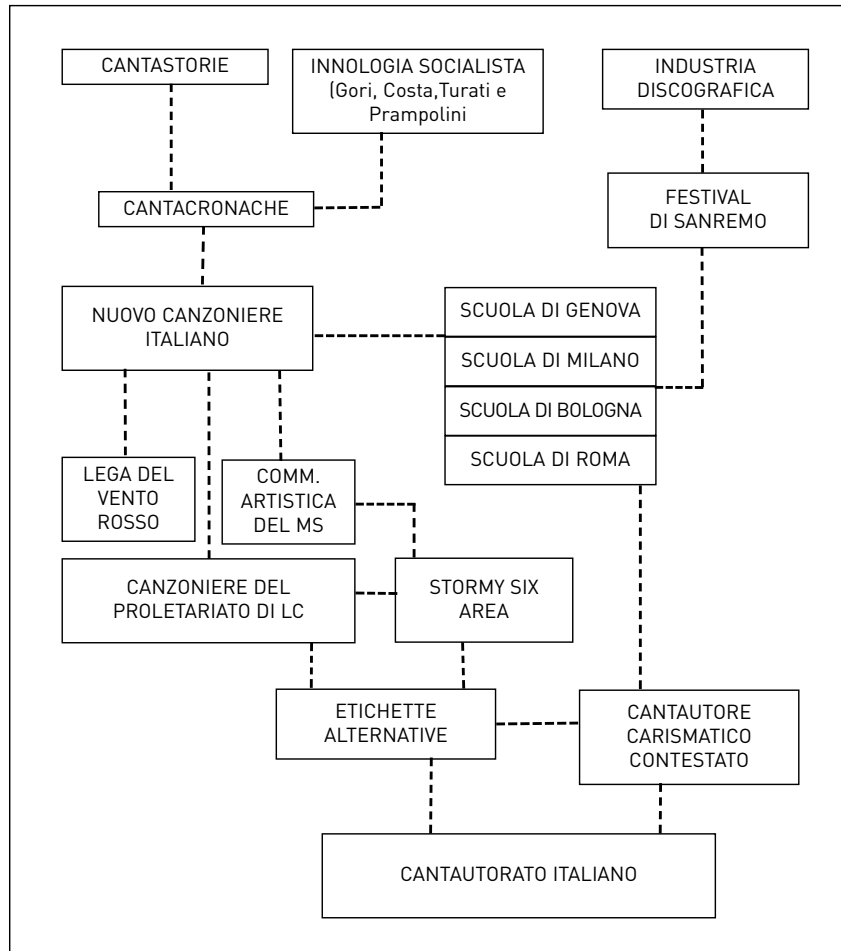 CANTASTORIE
INNOLOGIA SOCIALISTA
(Gori, Costa,Turati e
Prampolini
INDUSTRIA
DISCOGRAFICA
CANTACRONACHE
FESTIVAL
DI SANREMO
NUOVO CANZONIERE
ITALIANO
SCUOLA DI GENOVA
SCUOLA DI MILANO
SCUOLA DI BOLOGNA
SCUOLA DI ROMA
LEGA DEL
VENTO
ROSSO
COMM.
ARTISTICA
DEL MS
CANZONIERE DEL
PROLETARIATO DI LC
STORMY SIX
AREA
ETICHETTE
ALTERNATIVE
CANTAUTORE
CARISMATICO
CONTESTATO
CANTAUTORATO ITALIANO